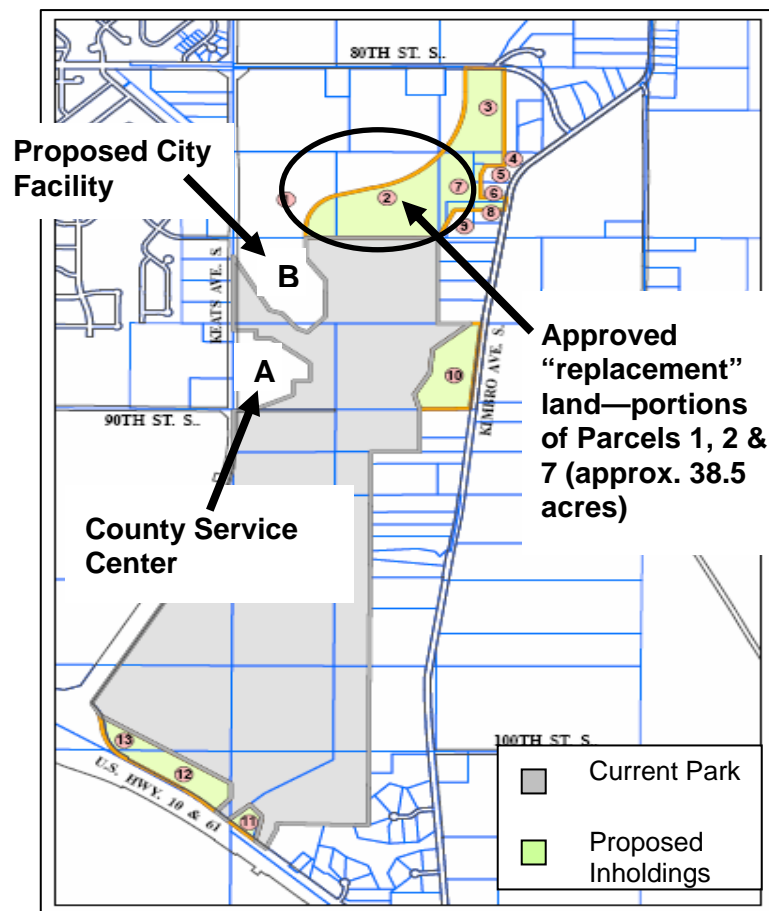 80TH ST. S..
3
Proposed City
Facility
4
5
1
2
7
6
8
9
KEATS AVE. S.
B
Approved
“replacement”
land—portions
of Parcels 1, 2 &
7 (approx. 38.5
acres)
A
10
KIMBRO AVE. S.
90TH ST. S..
County Service
Center
13
12
11
U.S. HWY. 10 & 61
100TH ST. S..
Current Park
Proposed
Inholdings